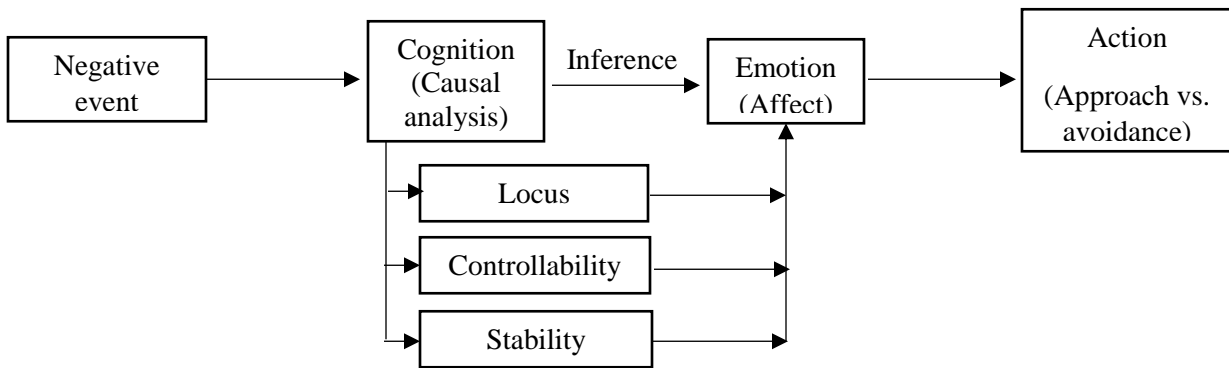 Negative
event
Cognition
(Causal
analysis)
Inference
Emotion
(Affect)
Action
(Approach vs.
avoidance)
Locus
Controllability
Stability